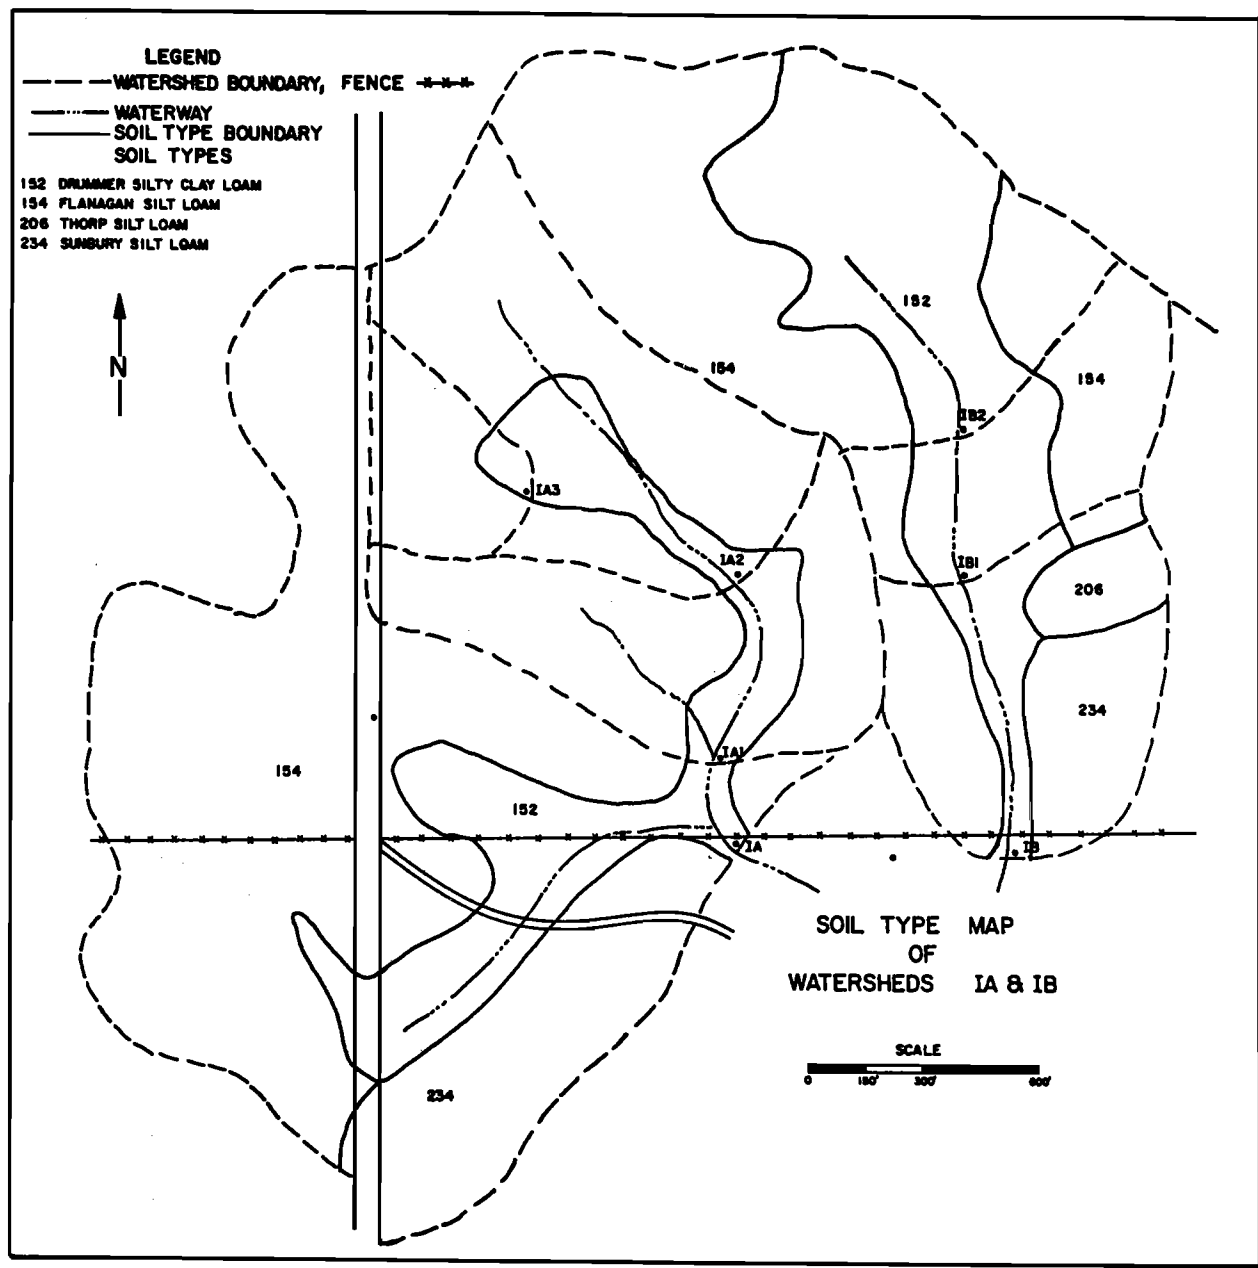 LEGEND
WATERSHED BOUNDARY, FENCE
WATERWAY
SOIL TYPE BOUNDARY
SOIL TYPES
152 DRUMMER SILTY CLAY LOAM
154 FLANAGAN SILT LOAM
206 THORP SILT LOAM
234 SUNBURY SILT LOAM
N
152
154
154
IB2
IA3
IA2
IB1
206
234
IA1
154
152
IA
IB
SOIL TYPE MAP
OF
WATERSHEDS IA & IB
SCALE
0 150' 300' 600'
234